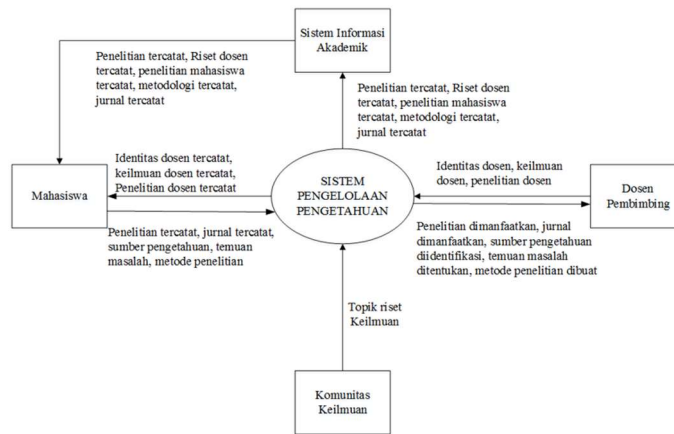 Sistem Informasi
Akademik
Penelitian tercatat, Riset dosen
tercatat, penelitian mahasiswa
tercatat, metodologi tercatat,
jurnal tercatat
Penelitian tercatat, Riset dosen
tercatat, penelitian mahasiswa
tercatat, metodologi tercatat,
jurnal tercatat
Mahasiswa
Identitas dosen tercatat,
keilmuan dosen tercatat,
Penelitian dosen tercatat
SISTEM
PENGELOLAAN
PENGETAHUAN
Identitas dosen, keilmuan
dosen, penelitian dosen
Dosen
Pembimbing
Penelitian tercatat, jurnal tercatat,
sumber pengetahuan, temuan
masalah, metode penelitian
Penelitian dimanfaatkan, jurnal
dimanfaatkan, sumber pengetahuan
diidentifikasi, temuan masalah
ditentukan, metode penelitian dibuat
Topik riset
Keilmuan
Komunitas
Keilmuan